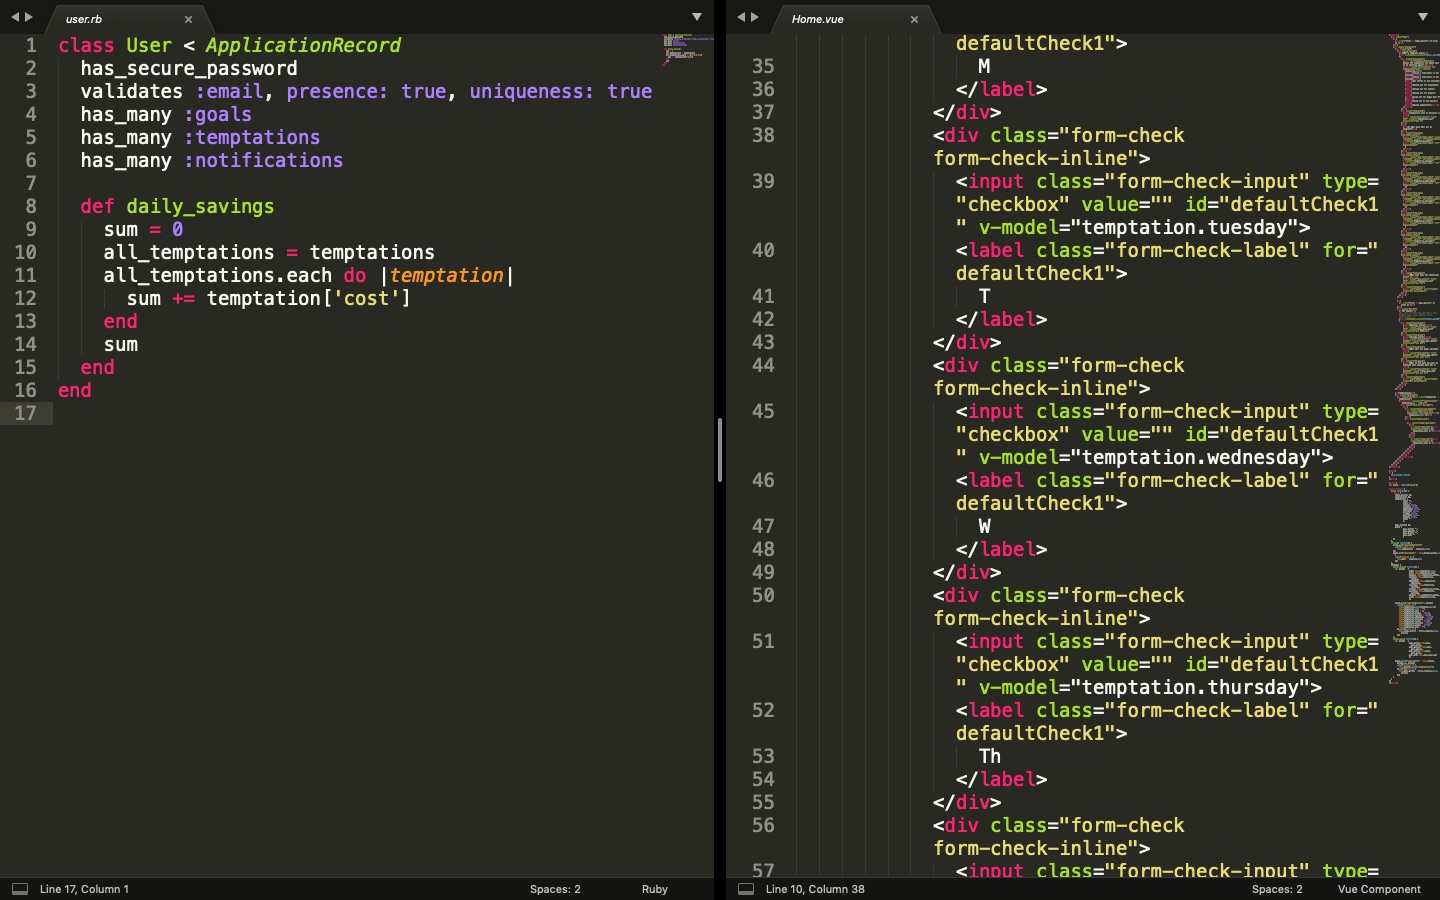 user.rb ×
1 class User < ApplicationRecord
2   has_secure_password
3   validates :email, presence: true, uniqueness: true
4   has_many :goals
5   has_many :temptations
6   has_many :notifications
7
8   def daily_savings
9     sum = 0
10     all_temptations = temptations
11     all_temptations.each do |temptation|
12       sum += temptation['cost']
13     end
14     sum
15   end
16 end
17
Line 17, Column 1 Spaces: 2 Ruby
Home.vue ×
defaultCheck1">
35 M
36 </label>
37 </div>
38 <div class="form-check
form-check-inline">
39 <input class="form-check-input" type=
"checkbox" value="" id="defaultCheck1
" v-model="temptation.tuesday">
40 <label class="form-check-label" for="
defaultCheck1">
41 T
42 </label>
43 </div>
44 <div class="form-check
form-check-inline">
45 <input class="form-check-input" type=
"checkbox" value="" id="defaultCheck1
" v-model="temptation.wednesday">
46 <label class="form-check-label" for="
defaultCheck1">
47 W
48 </label>
49 </div>
50 <div class="form-check
form-check-inline">
51 <input class="form-check-input" type=
"checkbox" value="" id="defaultCheck1
" v-model="temptation.thursday">
52 <label class="form-check-label" for="
defaultCheck1">
53 Th
54 </label>
55 </div>
56 <div class="form-check
form-check-inline">
57 <input class="form-check-input" type=
Line 10, Column 38 Spaces: 2 Vue Component